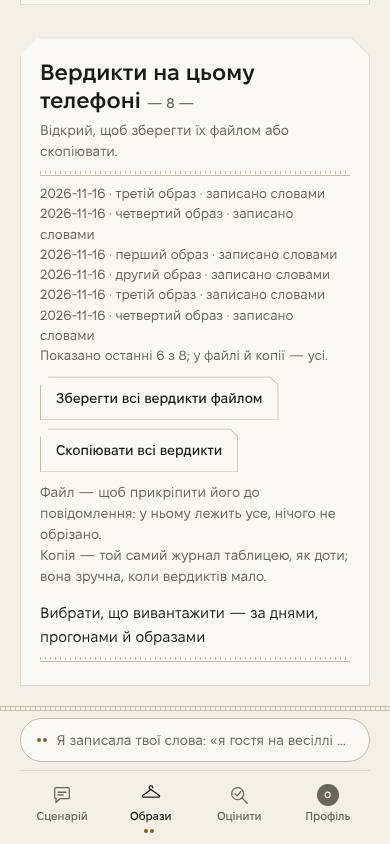 Вердикти на цьому
телефоні — 8 —
Відкрий, щоб зберегти їх файлом або
скопіювати.
2026-11-16 · третій образ · записано словами
2026-11-16 · четвертий образ · записано
словами
2026-11-16 · перший образ · записано словами
2026-11-16 · другий образ · записано словами
2026-11-16 · третій образ · записано словами
2026-11-16 · четвертий образ · записано
словами
Показано останні 6 з 8; у файлі й копії — усі.
Зберегти всі вердикти файлом
Скопіювати всі вердикти
Файл — щоб прикріпити його до
повідомлення: у ньому лежить усе, нічого не
обрізано.
Копія — той самий журнал таблицею, як доти;
вона зручна, коли вердиктів мало.
Вибрати, що вивантажити — за днями,
прогонами й образами
Я записала твої слова: «я гостя на весіллі ...
Сценарій Образи Оцінити О Профіль